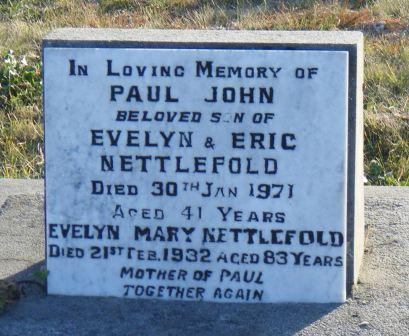 In Loving Memory of
PAUL JOHN
BELOVED SON OF
EVELYN & ERIC
NETTLEFOLD
DIED 30TH JAN 1971
AGED 41 YEARS
EVELYN MARY NETTLEFOLD
DIED 21ST FEB. 1932 AGED 83 YEARS
MOTHER OF PAUL
TOGETHER AGAIN